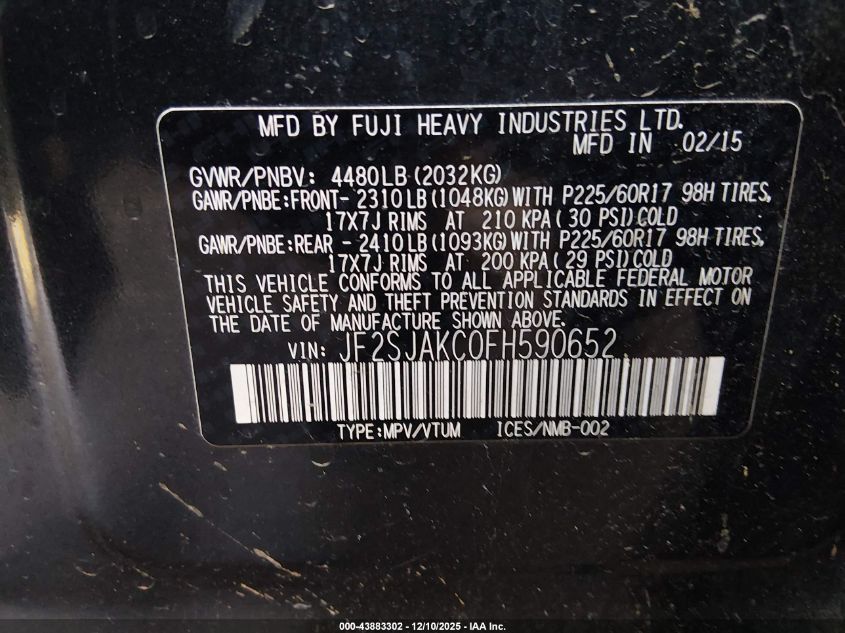 MFD BY FUJI HEAVY INDUSTRIES LTD.
MFD IN 02/15
GVWR/PNBV: 4480LB(2032KG)
GAWR/PNBE:FRONT- 2310LB(1048KG)WITH P225/60R17 98H TIRES,
17X7J RIMS AT 210 KPA(30 PSI)COLD
GAWR/PNBE:REAR - 2410LB(1093KG)WITH P225/60R17 98H TIRES,
17X7J RIMS AT 200 KPA(29 PSI)COLD
THIS VEHICLE CONFORMS TO ALL APPLICABLE FEDERAL MOTOR
VEHICLE SAFETY AND THEFT PREVENTION STANDARDS IN EFFECT ON
THE DATE OF MANUFACTURE SHOWN ABOVE.
VIN: JF2SJAKC0FH590652
TYPE:MPV/VTUM ICES/NMB-002
000-43883302 - 12/10/2025 - IAA Inc.